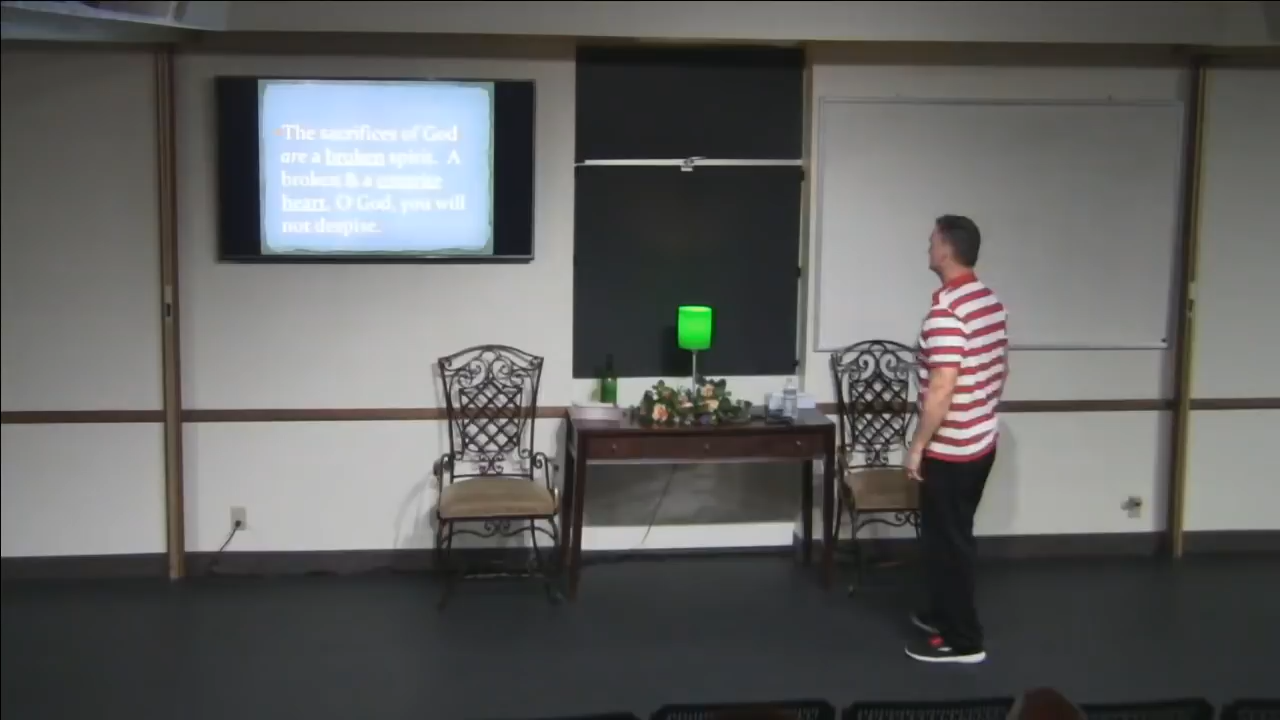 The sacrifices of God
are a broken spirit. A
broken & a contrite
heart, O God, you will
not despise.